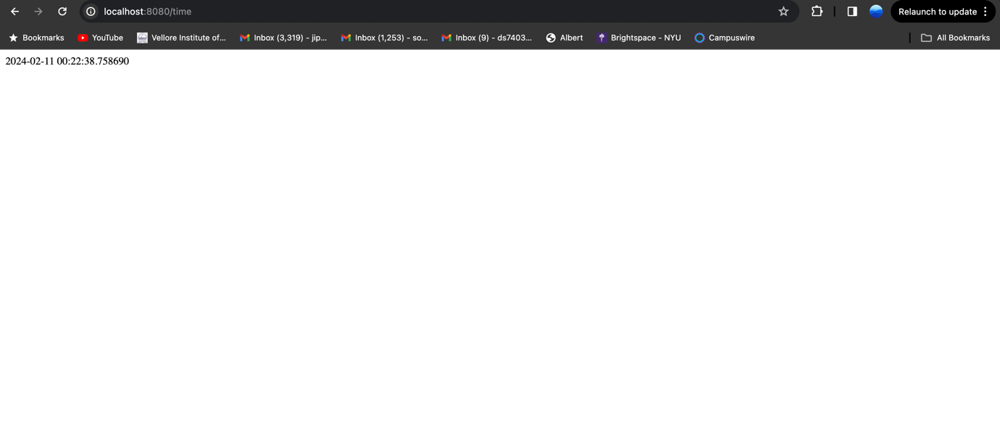 localhost:8080/time
Relaunch to update
Bookmarks YouTube Vellore Institute of... Inbox (3,319) - jip... Inbox (1,253) - so... Inbox (9) - ds7403... Albert Brightspace - NYU Campuswire All Bookmarks
2024-02-11 00:22:38.758690